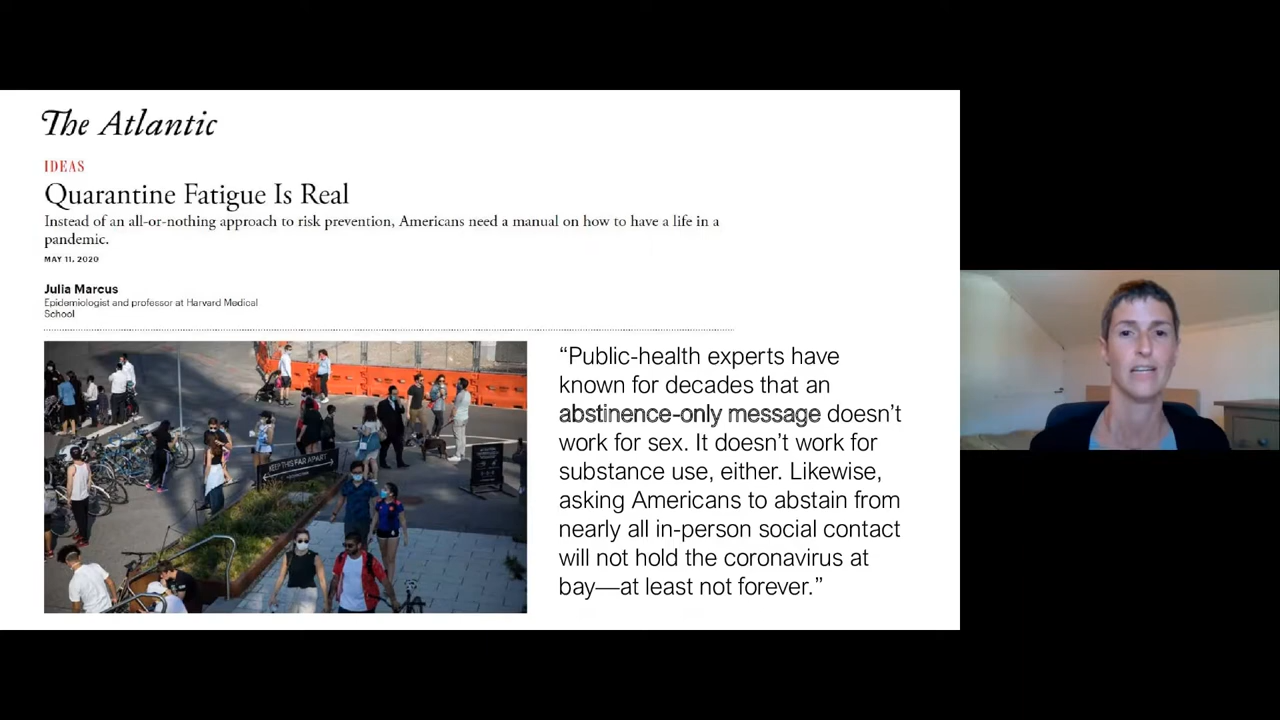 The Atlantic
IDEAS
Quarantine Fatigue Is Real
Instead of an all-or-nothing approach to risk prevention, Americans need a manual on how to have a life in a
pandemic.
MAY 11, 2020
Julia Marcus
Epidemiologist and professor at Harvard Medical
School
KEEP THIS FAR APART
“Public-health experts have
known for decades that an
abstinence-only message doesn’t
work for sex. It doesn’t work for
substance use, either. Likewise,
asking Americans to abstain from
nearly all in-person social contact
will not hold the coronavirus at
bay—at least not forever.”